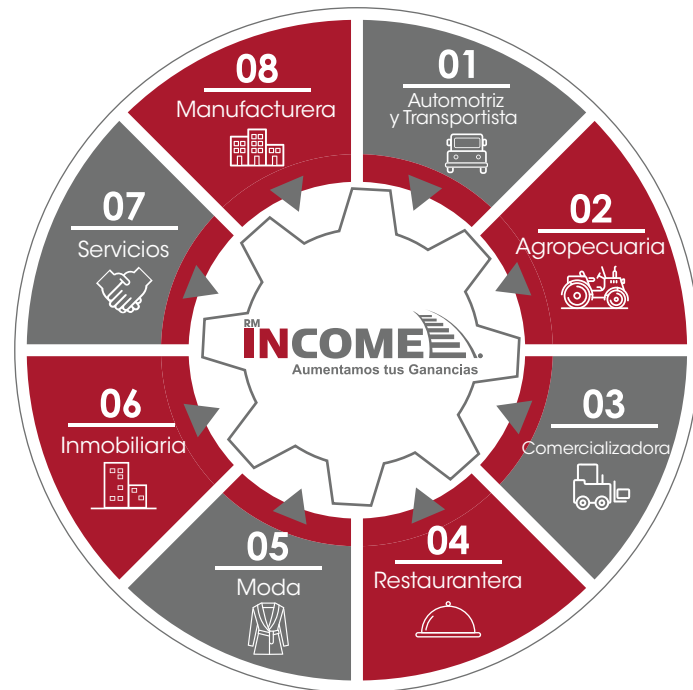 01
Automotriz
y Transportista
02
Agropecuaria
03
Comercializadora
04
Restaurantera
05
Moda
06
Inmobiliaria
07
Servicios
08
Manufacturera
RM
INCOME
Aumentamos tus Ganancias